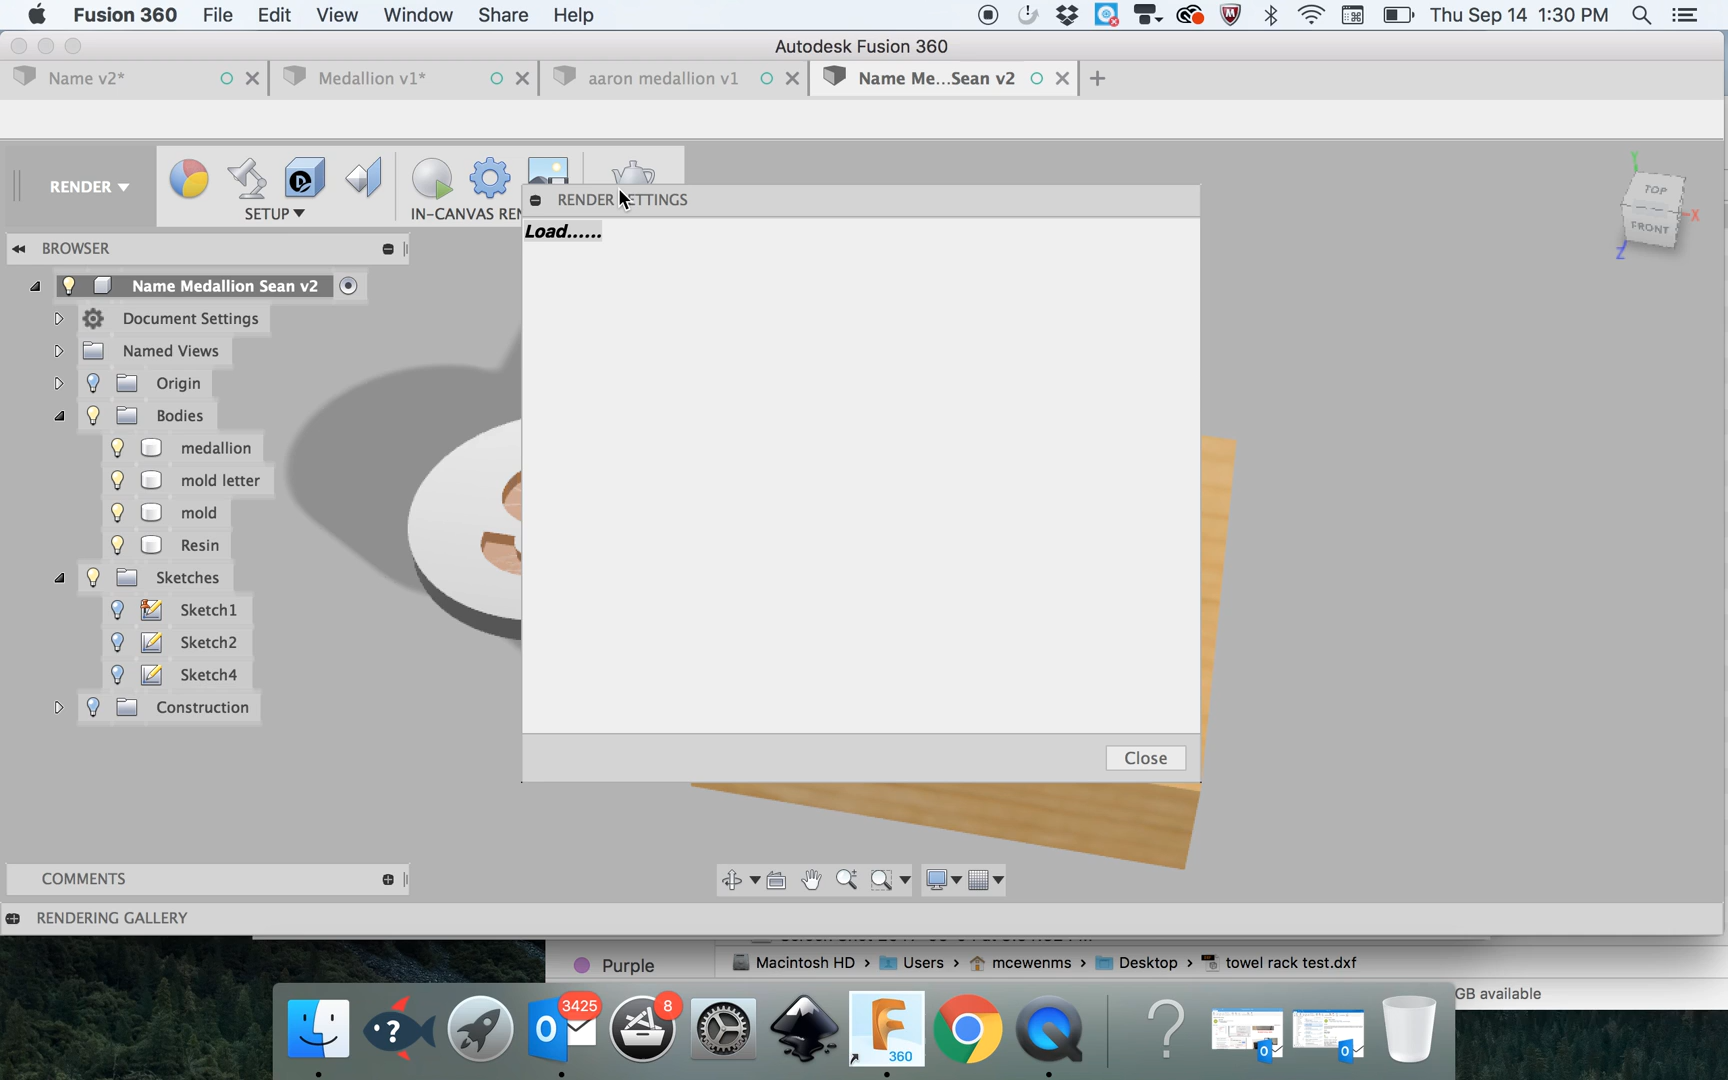 Fusion 360 File Edit View Window Share Help Thu Sep 14 1:30 PM
Autodesk Fusion 360
Name v2* Medallion v1* aaron medallion v1 Name Me...Sean v2
RENDER
SETUP
IN-CANVAS REN
TOP
FRONT
X
Y
Z
RENDER SETTINGS
Load......
Close
BROWSER
Name Medallion Sean v2
Document Settings
Named Views
Origin
Bodies
medallion
mold letter
mold
Resin
Sketches
Sketch1
Sketch2
Sketch4
Construction
COMMENTS
RENDERING GALLERY
Purple
Macintosh HD › Users › mcewenms › Desktop › towel rack test.dxf
GB available
3425
8
360